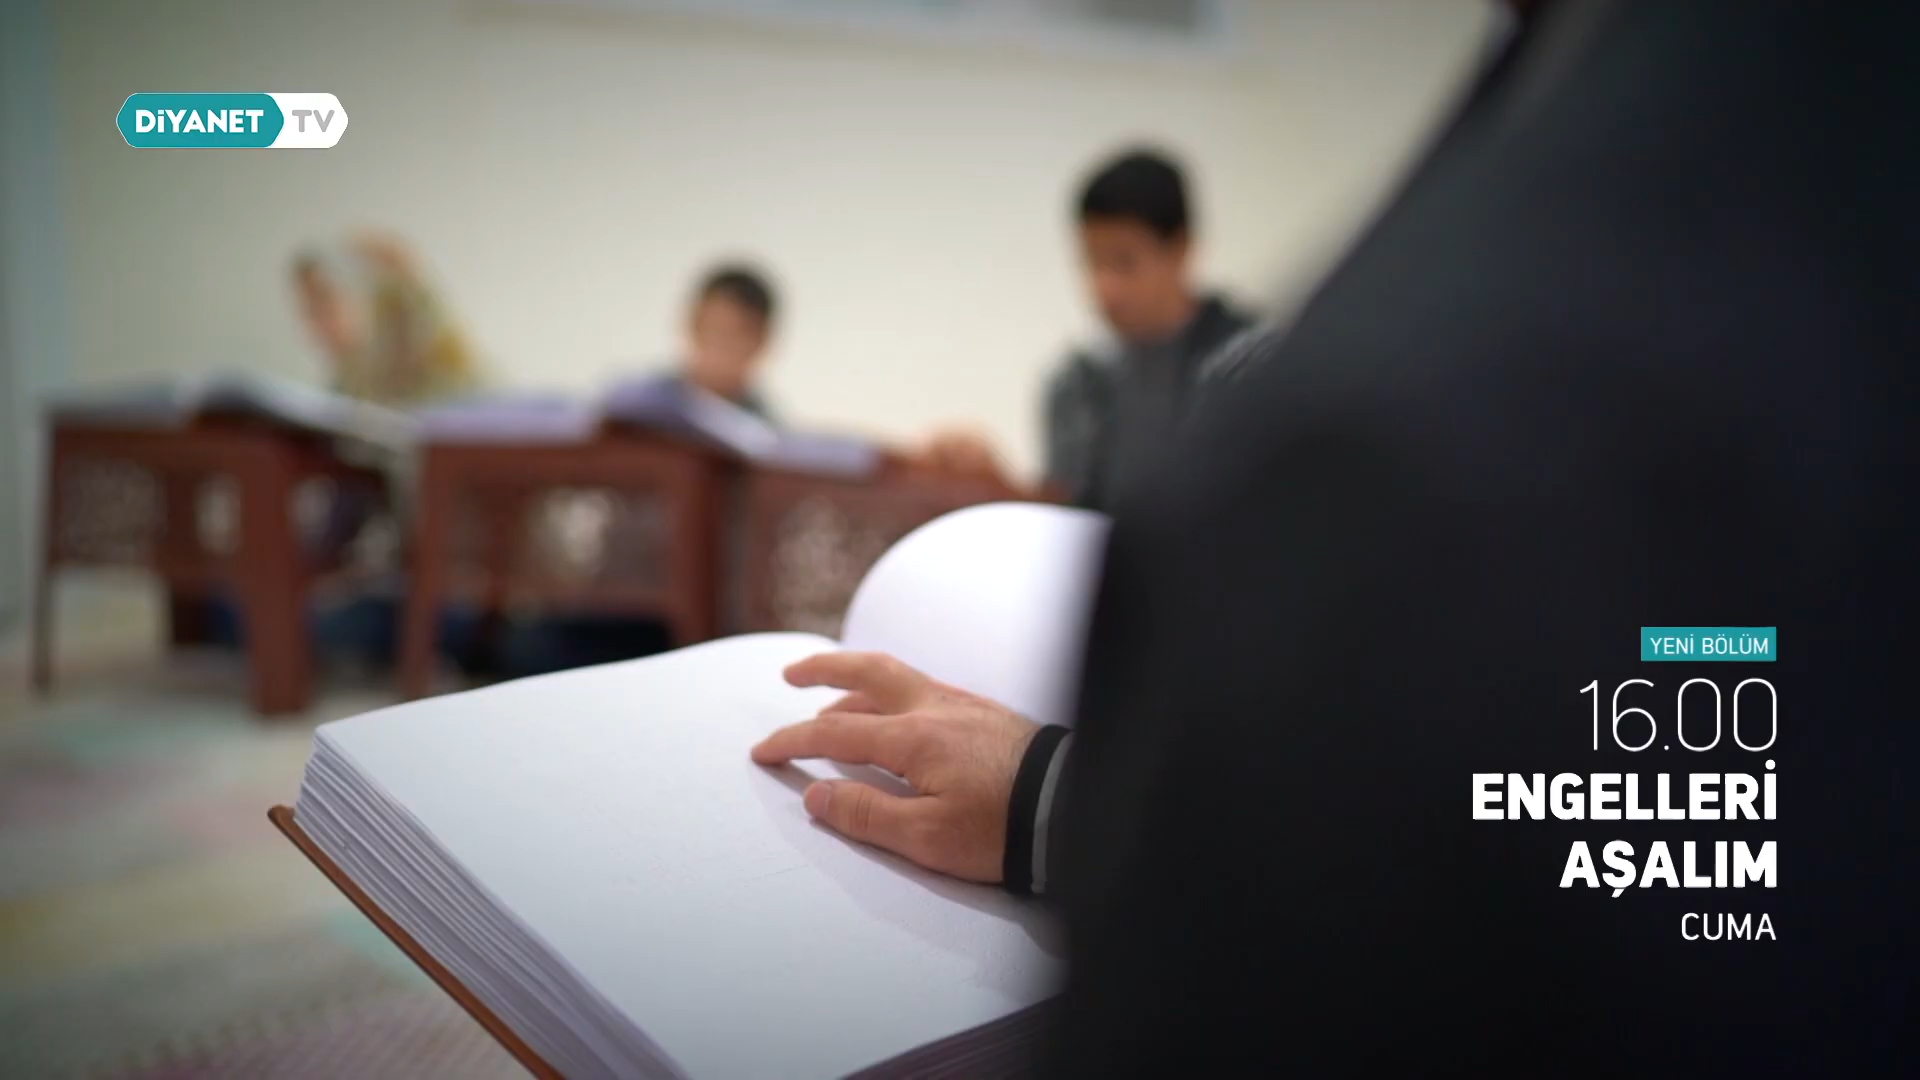 DİYANET TV
YENİ BÖLÜM
16.00
ENGELLERİ
AŞALIM
CUMA